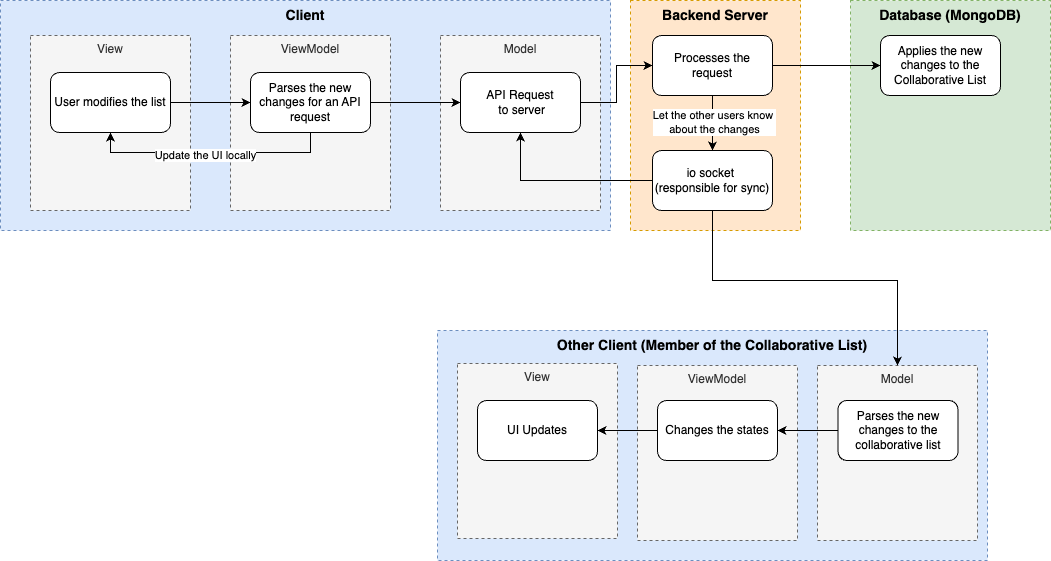 Client
View
User modifies the list
ViewModel
Parses the new
changes for an API
request
Update the UI locally
Model
API Request
to server
Backend Server
Processes the
request
Let the other users know
about the changes
io socket
(responsible for sync)
Database (MongoDB)
Applies the new
changes to the
Collaborative List
Other Client (Member of the Collaborative List)
View
UI Updates
ViewModel
Changes the states
Model
Parses the new
changes to the
collaborative list